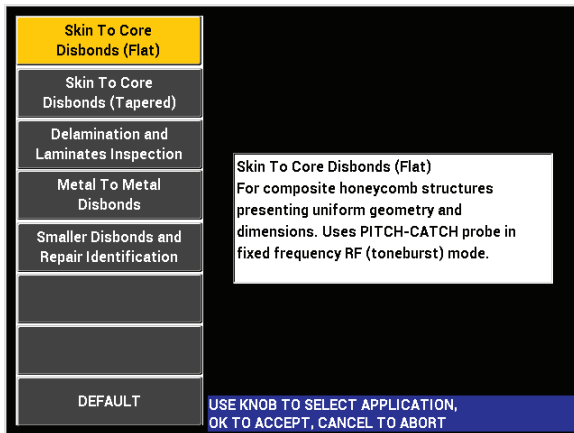 Skin To Core
Disbonds (Flat)
Skin To Core
Disbonds (Tapered)
Delamination and
Laminates Inspection
Metal To Metal
Disbonds
Smaller Disbonds and
Repair Identification
DEFAULT
Skin To Core Disbonds (Flat)
For composite honeycomb structures
presenting uniform geometry and
dimensions. Uses PITCH-CATCH probe in
fixed frequency RF (toneburst) mode.
USE KNOB TO SELECT APPLICATION,
OK TO ACCEPT, CANCEL TO ABORT